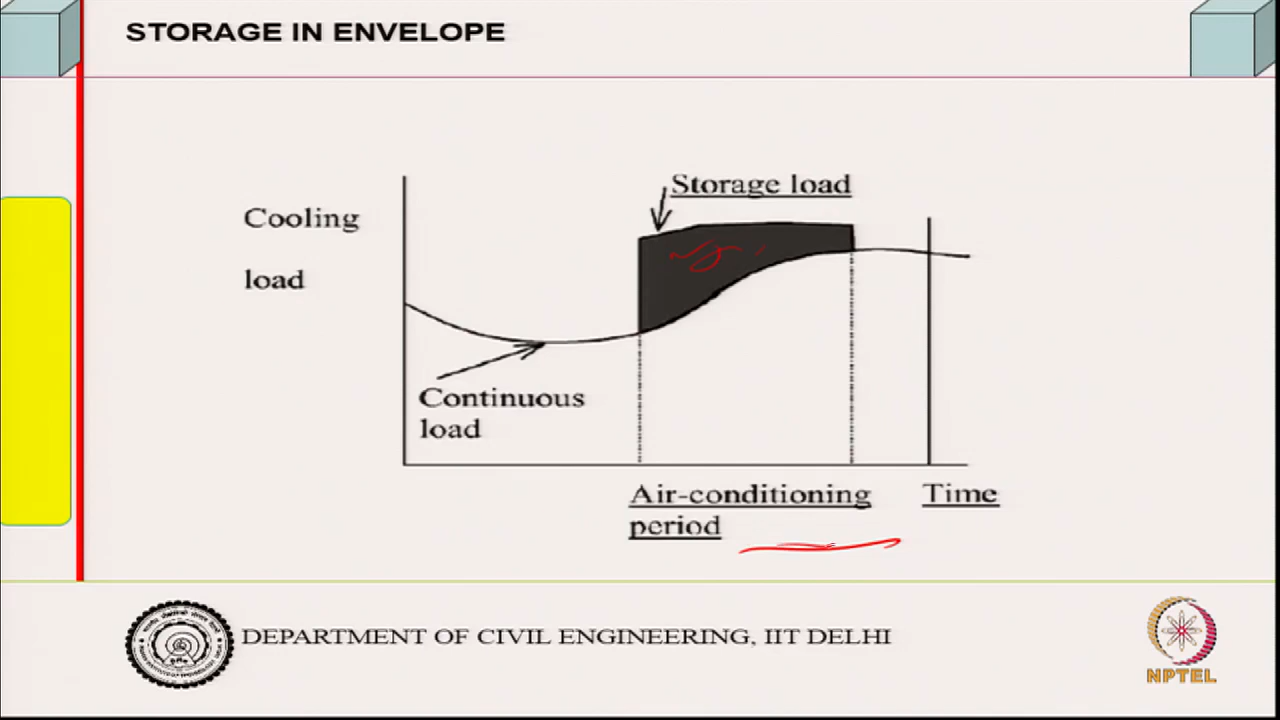 STORAGE IN ENVELOPE
Storage load
Cooling
load
Continuous
load
Air-conditioning
period
Time
DEPARTMENT OF CIVIL ENGINEERING, IIT DELHI
NPTEL